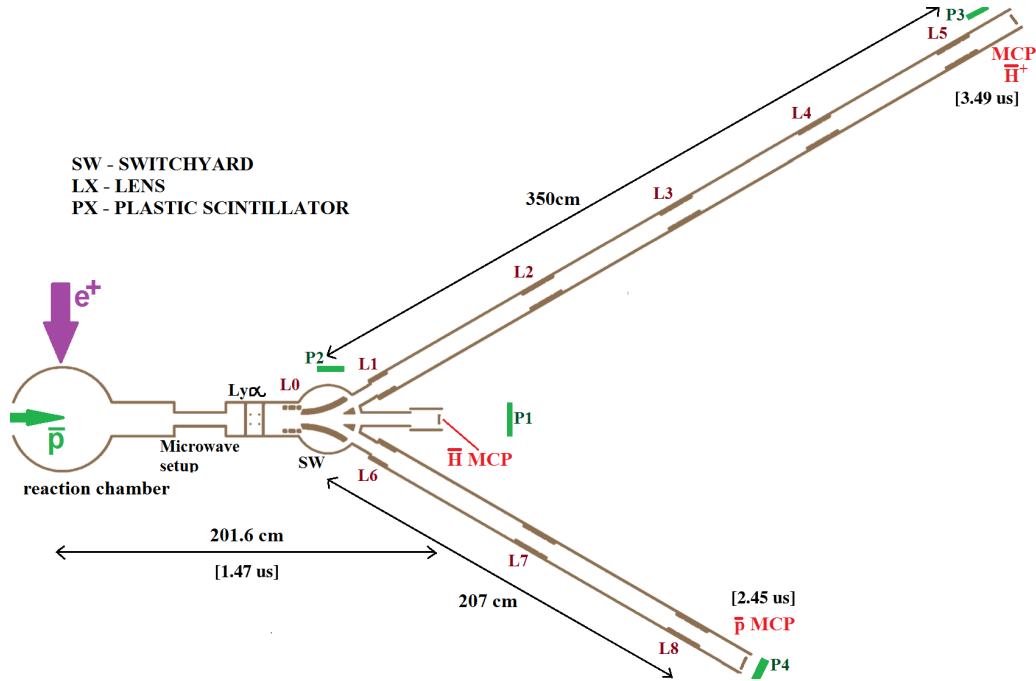 P3
L5
MCP
H̅⁺
[3.49 us]
L4
SW - SWITCHYARD
LX - LENS
PX - PLASTIC SCINTILLATOR
350cm
L3
L2
e⁺
P2
L1
Lyα
L0
p̅
P1
Microwave
setup
SW
H̅ MCP
L6
reaction chamber
201.6 cm
[1.47 us]
L7
207 cm
[2.45 us]
p̅ MCP
L8
P4